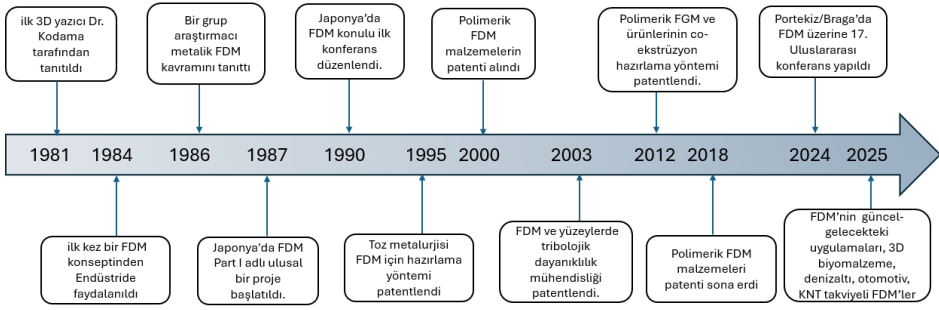 ilk 3D yazıcı Dr.
Kodama
tarafından
tanıtıldı
Bir grup
araştırmacı
metalik FDM
kavramını tanıttı
Japonya'da
FDM konulu ilk
konferans
düzenlendi.
Polimerik
FDM
malzemelerin
patenti alındı
Polimerik FGM ve
ürünlerinin co-
ekstrüzyon
hazırlama yöntemi
patentlendi.
Portekiz/Braga'da
FDM üzerine 17.
Uluslararası
konferans yapıldı
1981 1984 1986 1987 1990 1995 2000 2003 2012 2018 2024 2025
ilk kez bir FDM
konseptinden
Endüstride
faydalanıldı
Japonya'da FDM
Part I adlı ulusal
bir proje
başlatıldı.
Toz metalurjisi
FDM için hazırlama
yöntemi
patentlendi
FDM ve yüzeylerde
tribolojik
dayanıklılık
mühendisliği
patentlendi.
Polimerik FDM
malzemeleri
patenti sona erdi
FDM'nin güncel-
gelecekteki
uygulamaları, 3D
biyomalzeme,
denizaltı, otomotiv,
KNT takviyeli FDM'ler